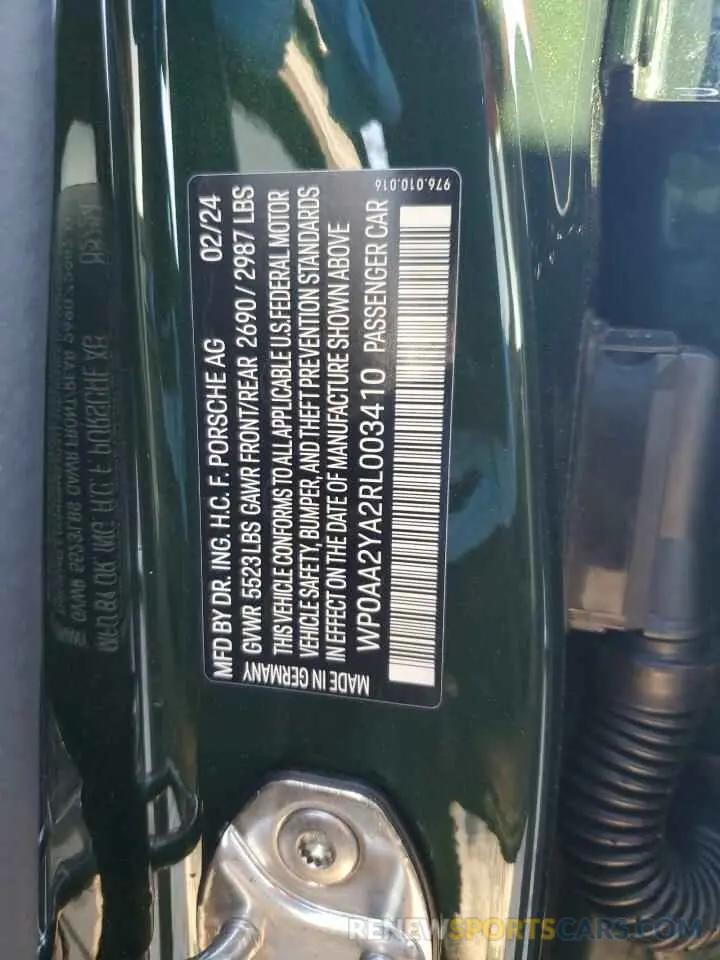 976.010.016
MFD BY DR. ING. H.C. F. PORSCHE AG 02/24
GVWR 5523 LBS GAWR FRONT/REAR 2690 / 2987 LBS
THIS VEHICLE CONFORMS TO ALL APPLICABLE U.S. FEDERAL MOTOR
VEHICLE SAFETY, BUMPER, AND THEFT PREVENTION STANDARDS
IN EFFECT ON THE DATE OF MANUFACTURE SHOWN ABOVE
WP0AA2YA2RL003410 PASSENGER CAR
MADE IN GERMANY
RENEWSPORTSCARS.COM